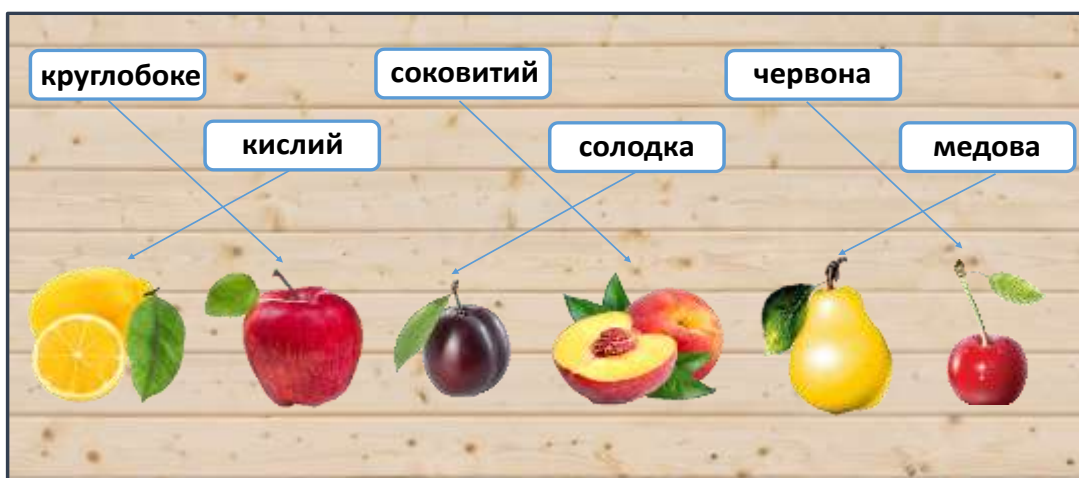 круглобоке
соковитий
червона
кислий
солодка
медова